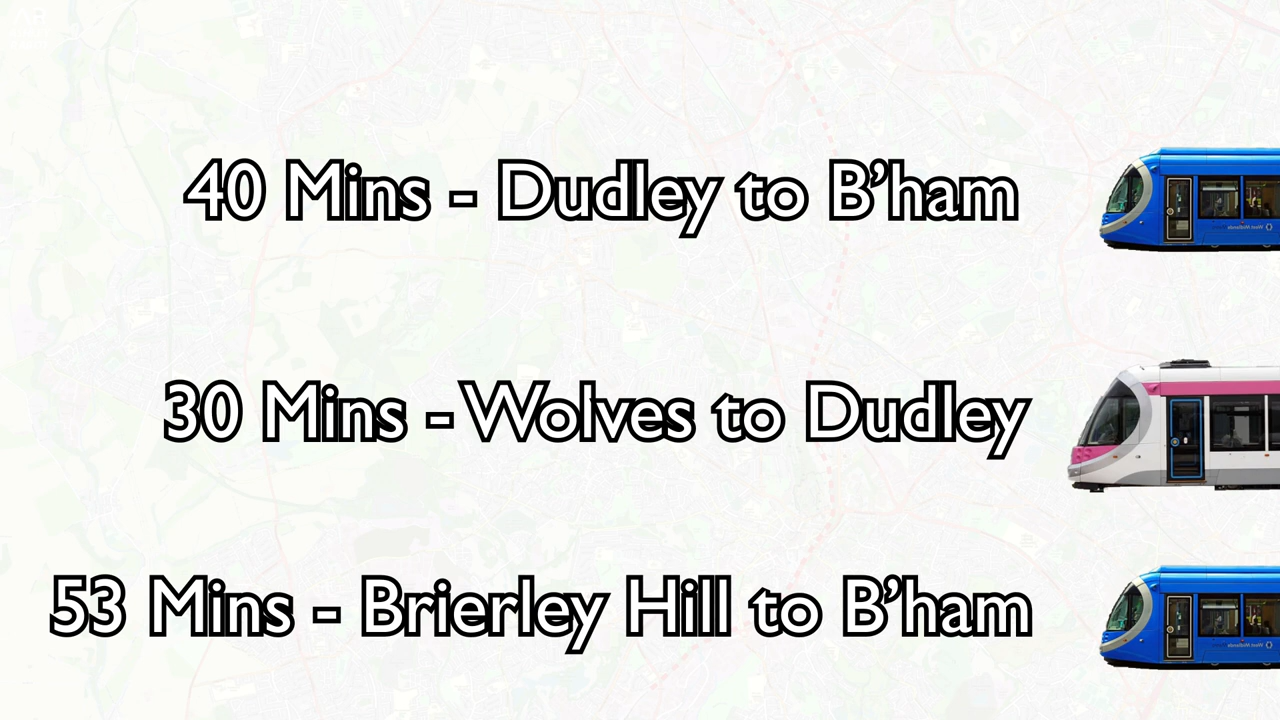 40 Mins - Dudley to B’ham
30 Mins - Wolves to Dudley
53 Mins - Brierley Hill to B’ham